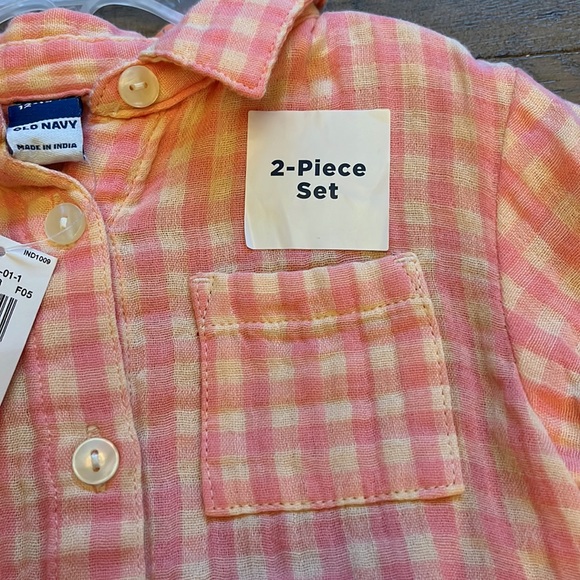 OLD NAVY
MADE IN INDIA
2-Piece
Set
IND1009
-01-1
F05